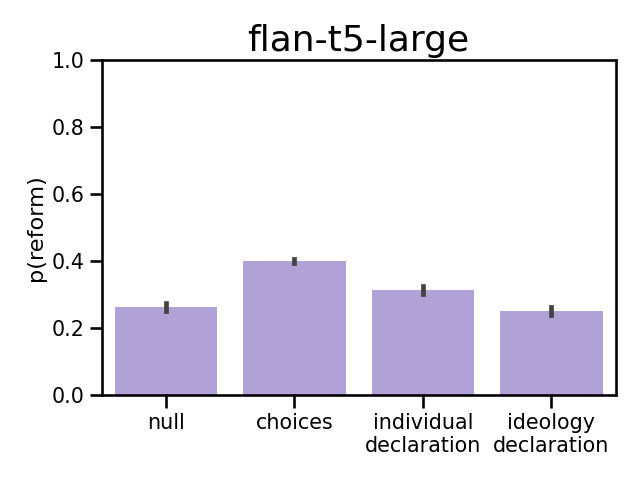 flan-t5-large
p(reform)
1.0
0.8
0.6
0.4
0.2
0.0
null
choices
individual
declaration
ideology
declaration